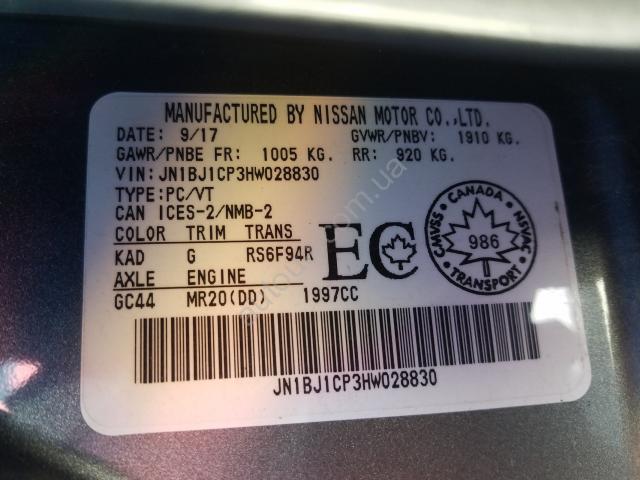 MANUFACTURED BY NISSAN MOTOR CO.,LTD.
DATE: 9/17 GVWR/PNBV: 1910 KG.
GAWR/PNBE FR: 1005 KG. RR: 920 KG.
VIN: JN1BJ1CP3HW028830
TYPE: PC/VT
CAN ICES-2/NMB-2
COLOR TRIM TRANS
KAD G RS6F94R
AXLE ENGINE
GC44 MR20(DD) 1997CC
EC
CANADA
CMVSS 986 NSVAC
TRANSPORT
JN1BJ1CP3HW028830